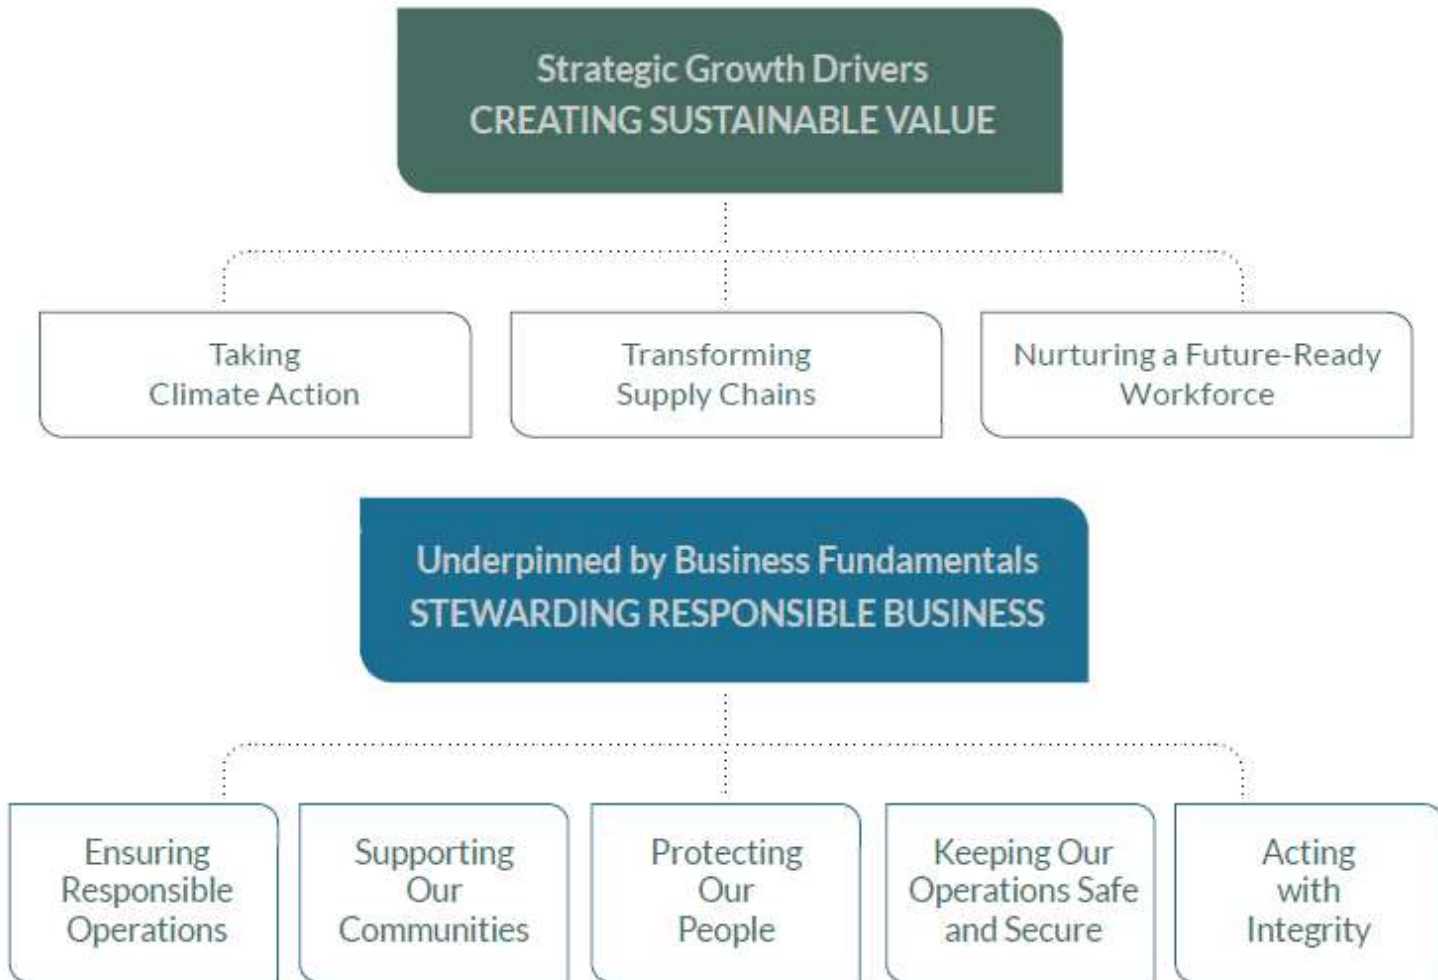 Strategic Growth Drivers
CREATING SUSTAINABLE VALUE
Taking
Climate Action
Transforming
Supply Chains
Nurturing a Future-Ready
Workforce
Underpinned by Business Fundamentals
STEWARDING RESPONSIBLE BUSINESS
Ensuring
Responsible
Operations
Supporting
Our
Communities
Protecting
Our
People
Keeping Our
Operations Safe
and Secure
Acting
with
Integrity